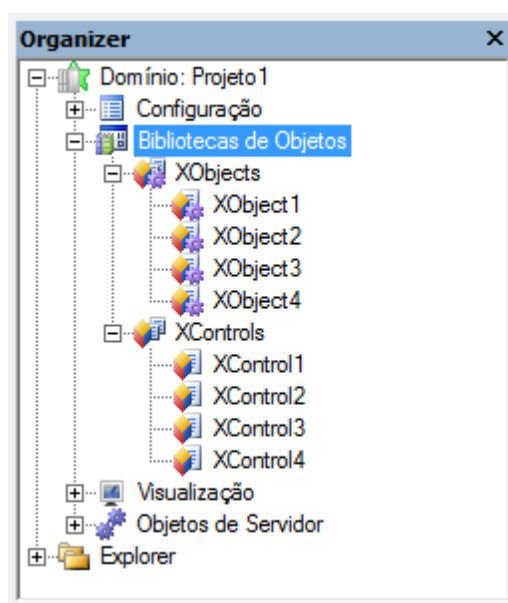 Organizer
Domínio: Projeto1
Configuração
Bibliotecas de Objetos
XObjects
XObject1
XObject2
XObject3
XObject4
XControls
XControl1
XControl2
XControl3
XControl4
Visualização
Objetos de Servidor
Explorer